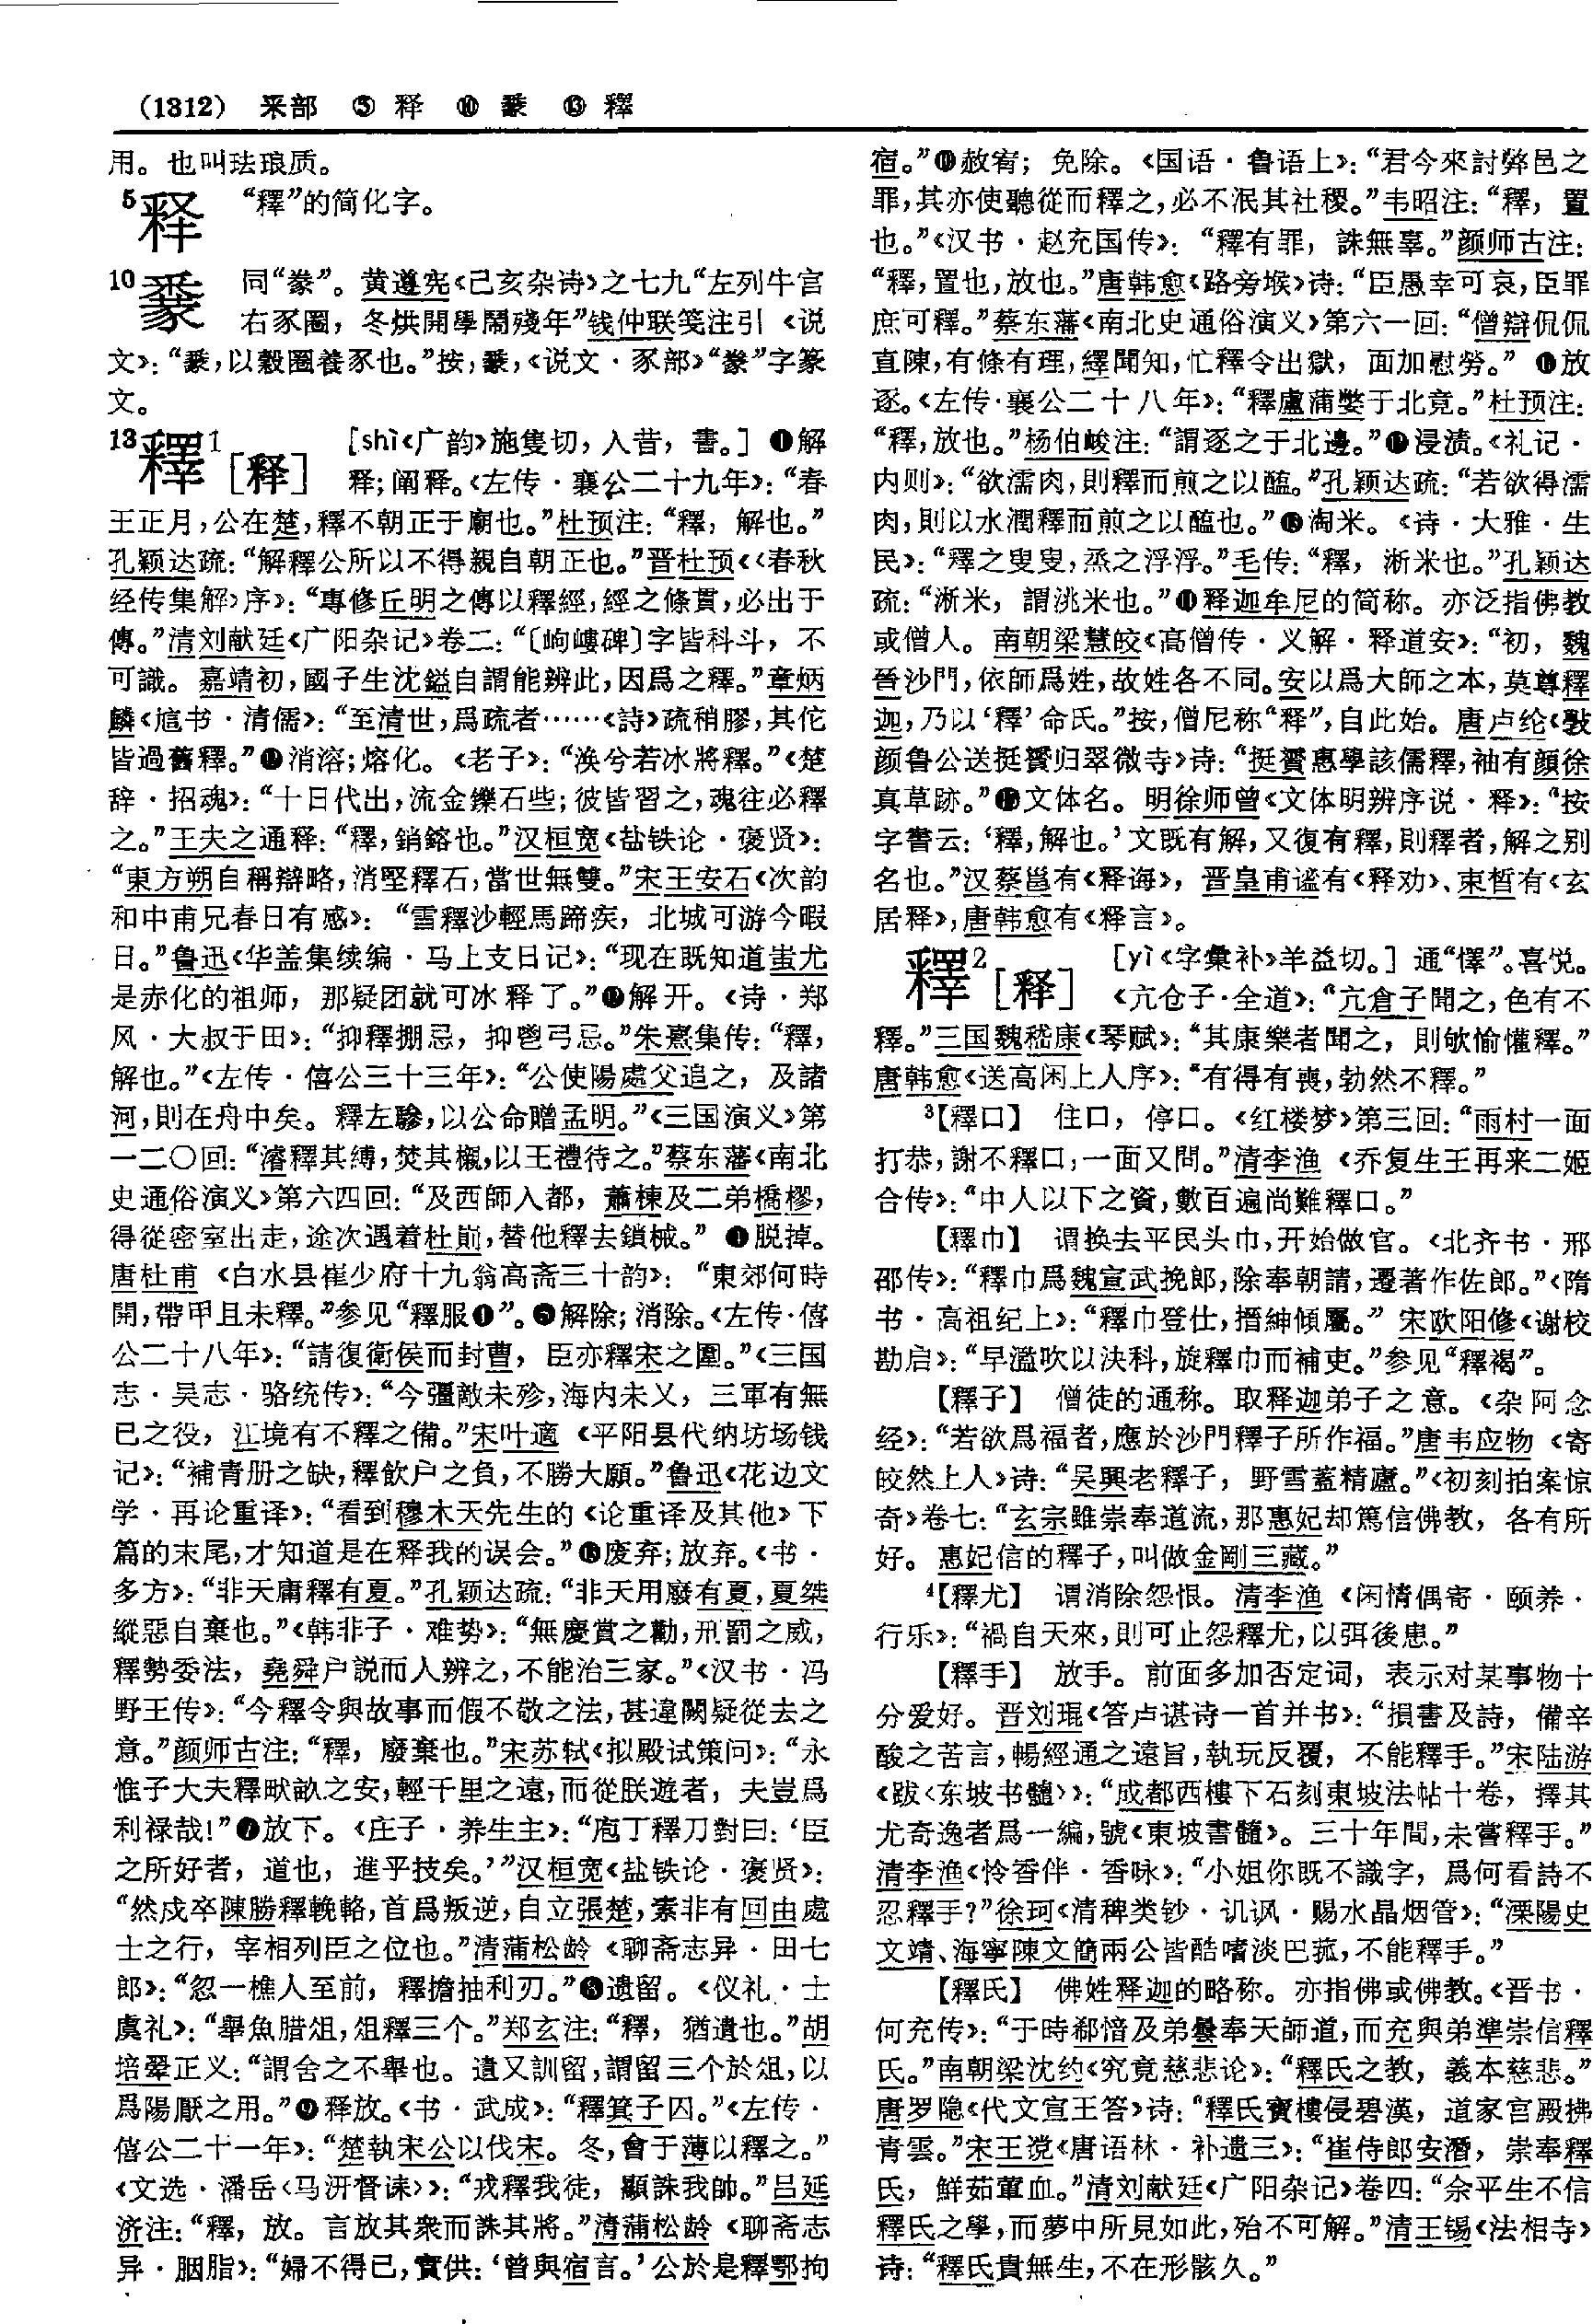 （1312） 釆部 ⑤ 释 ⑩ 𧰿 ⑬ 釋
用。也叫珐琅质。
5释 “釋”的简化字。
10 同“豢”。黄遵宪《己亥杂诗》之七九“左列牛宫
右豕圈，冬烘開學鬧殘年”钱仲联笺注引《说
文》：“豢，以穀圈養豕也。”按，《说文·豕部》“豢”字篆
文。
13釋1［释］ ［shì《广韵》施隻切，入昔，書。］❶解
释；阐释。《左传·襄公二十九年》：“春
王正月，公在楚，釋不朝正于廟也。”杜预注：“釋，解也。”
孔颖达疏：“解釋公所以不得親自朝正也。”晋杜预《〈春秋
经传集解〉序》：“專修丘明之傳以釋經，經之條貫，必出于
傳。”清刘献廷《广阳杂记》卷二：“〔岣嶁碑〕字皆科斗，不
可識。嘉靖初，國子生沈鎰自謂能辨此，因爲之釋。”章炳
麟《訄书·清儒》：“至清世，爲疏者……《詩》疏稍膠，其佗
皆過舊釋。”❷消溶；熔化。《老子》：“涣兮若冰將釋。”《楚
辞·招魂》：“十日代出，流金鑠石些；彼皆習之，魂往必釋
之。”王夫之通释：“釋，銷鎔也。”汉桓宽《盐铁论·褒贤》：
“東方朔自稱辯略，消堅釋石，當世無雙。”宋王安石《次韵
和中甫兄春日有感》：“雪釋沙輕馬蹄疾，北城可游今暇
日。”鲁迅《华盖集续编·马上支日记》：“现在既知道蚩尤
是赤化的祖师，那疑团就可冰释了。”❸解开。《诗·郑
风·大叔于田》：“抑釋掤忌，抑鬯弓忌。”朱熹集传：“釋，
解也。”《左传·僖公三十三年》：“公使陽處父追之，及諸
河，則在舟中矣。釋左驂，以公命贈孟明。”《三国演义》第
一二〇回：“濬釋其縛，焚其櫬，以王禮待之。”蔡东藩《南北
史通俗演义》第六四回：“及西師入都，蕭棟及二弟橋樛，
得從密室出走，途次遇着杜崱，替他釋去鎖械。”❹脱掉。
唐杜甫《白水县崔少府十九翁高斋三十韵》：“東郊何時
開，帶甲且未釋。”参见“釋服❶”。❺解除；消除。《左传·僖
公二十八年》：“請復衛侯而封曹，臣亦釋宋之圍。”《三国
志·吴志·骆统传》：“今彊敵未殄，海内未乂，三軍有無
已之役，江境有不釋之備。”宋叶適《平阳县代纳坊场钱
记》：“補青册之缺，釋飲户之負，不勝大願。”鲁迅《花边文
学·再论重译》：“看到穆木天先生的《论重译及其他》下
篇的末尾，才知道是在释我的误会。”❻废弃；放弃。《书·
多方》：“非天庸釋有夏。”孔颖达疏：“非天用廢有夏，夏桀
縱惡自棄也。”《韩非子·难势》：“無慶賞之勸，刑罰之威，
釋勢委法，堯舜户説而人辨之，不能治三家。”《汉书·冯
野王传》：“今釋令與故事而假不敬之法，甚違闕疑從去之
意。”颜师古注：“釋，廢棄也。”宋苏轼《拟殿试策问》：“永
惟子大夫釋畎畝之安，輕千里之遠，而從朕遊者，夫豈爲
利禄哉！”❼放下。《庄子·养生主》：“庖丁釋刀對曰：‘臣
之所好者，道也，進乎技矣。’”汉桓宽《盐铁论·褒贤》：
“然戍卒陳勝釋輓輅，首爲叛逆，自立張楚，素非有回由處
士之行，宰相列臣之位也。”清蒲松龄《聊斋志异·田七
郎》：“忽一樵人至前，釋擔抽利刃。”❽遗留。《仪礼·士
虞礼》：“舉魚腊俎，俎釋三个。”郑玄注：“釋，猶遺也。”胡
培翚正义：“謂舍之不舉也。遺又訓留，謂留三个於俎，以
爲陽厭之用。”❾释放。《书·武成》：“釋箕子囚。”《左传·
僖公二十一年》：“楚執宋公以伐宋。冬，會于薄以釋之。”
《文选·潘岳〈马汧督诔〉》：“戎釋我徒，顯誅我帥。”吕延
济注：“釋，放。言放其衆而誅其將。”清蒲松龄《聊斋志
异·胭脂》：“婦不得已，實供：‘曾與宿言。’公於是釋鄂拘
宿。”❿赦宥；免除。《国语·鲁语上》：“君今來討弊邑之
罪，其亦使聽從而釋之，必不泯其社稷。”韦昭注：“釋，置
也。”《汉书·赵充国传》：“釋有罪，誅無辜。”颜师古注：
“釋，置也，放也。”唐韩愈《路旁堠》诗：“臣愚幸可哀，臣罪
庶可釋。”蔡东藩《南北史通俗演义》第六一回：“僧辯侃侃
直陳，有條有理，繹聞知，忙釋令出獄，面加慰勞。”⓫放
逐。《左传·襄公二十八年》：“釋盧蒲嫳于北竟。”杜预注：
“釋，放也。”杨伯峻注：“謂逐之于北邊。”⓬浸渍。《礼记·
内则》：“欲濡肉，則釋而煎之以醢。”孔颖达疏：“若欲得濡
肉，則以水潤釋而煎之以醢也。”⓭淘米。《诗·大雅·生
民》：“釋之叟叟，烝之浮浮。”毛传：“釋，淅米也。”孔颖达
疏：“淅米，謂洮米也。”⓮释迦牟尼的简称。亦泛指佛教
或僧人。南朝梁慧皎《高僧传·义解·释道安》：“初，魏
晉沙門，依師爲姓，故姓各不同。安以爲大師之本，莫尊釋
迦，乃以‘釋’命氏。”按，僧尼称“释”，自此始。唐卢纶《敩
颜鲁公送挺赟归翠微寺》诗：“挺赟惠學該儒釋，袖有顔徐
真草跡。”⓯文体名。明徐师曾《文体明辨序说·释》：“按
字書云：‘釋，解也。’文既有解，又復有釋，則釋者，解之别
名也。”汉蔡邕有《释诲》，晋皇甫谧有《释劝》、束晳有《玄
居释》，唐韩愈有《释言》。
釋2［释］ ［yì《字彙补》羊益切。］通“懌”。喜悦。
《亢仓子·全道》：“亢倉子聞之，色有不
釋。”三国魏嵇康《琴赋》：“其康樂者聞之，則欨愉懽釋。”
唐韩愈《送高闲上人序》：“有得有喪，勃然不釋。”
3【釋口】 住口，停口。《红楼梦》第三回：“雨村一面
打恭，謝不釋口，一面又問。”清李渔《乔复生王再来二姬
合传》：“中人以下之資，數百遍尚難釋口。”
【釋巾】 谓换去平民头巾，开始做官。《北齐书·邢
邵传》：“釋巾爲魏宣武挽郎，除奉朝請，遷著作佐郎。”《隋
书·高祖纪上》：“釋巾登仕，搢紳傾屬。”宋欧阳修《谢校
勘启》：“早濫吹以決科，旋釋巾而補吏。”参见“釋褐”。
【釋子】 僧徒的通称。取释迦弟子之意。《杂阿含
经》：“若欲爲福者，應於沙門釋子所作福。”唐韦应物《寄
皎然上人》诗：“吴興老釋子，野雪蓋精廬。”《初刻拍案惊
奇》卷七：“玄宗雖崇奉道流，那惠妃却篤信佛教，各有所
好。惠妃信的釋子，叫做金剛三藏。”
4【釋尤】 谓消除怨恨。清李渔《闲情偶寄·颐养·
行乐》：“禍自天來，則可止怨釋尤，以弭後患。”
【釋手】 放手。前面多加否定词，表示对某事物十
分爱好。晋刘琨《答卢谌诗一首并书》：“損書及詩，備辛
酸之苦言，暢經通之遠旨，執玩反覆，不能釋手。”宋陆游
《跋〈东坡书髓〉》：“成都西樓下石刻東坡法帖十卷，擇其
尤奇逸者爲一編，號《東坡書髓》。三十年間，未嘗釋手。”
清李渔《怜香伴·香咏》：“小姐你既不識字，爲何看詩不
忍釋手？”徐珂《清稗类钞·讥讽·赐水晶烟管》：“溧陽史
文靖、海寧陳文簡兩公皆酷嗜淡巴菰，不能釋手。”
【釋氏】 佛姓释迦的略称。亦指佛或佛教。《晋书·
何充传》：“于時郗愔及弟曇奉天師道，而充與弟準崇信釋
氏。”南朝梁沈约《究竟慈悲论》：“釋氏之教，義本慈悲。”
唐罗隐《代文宣王答》诗：“釋氏寶樓侵碧漢，道家宫殿拂
青雲。”宋王谠《唐语林·补遗三》：“崔侍郎安潛，崇奉釋
氏，鮮茹葷血。”清刘献廷《广阳杂记》卷四：“余平生不信
釋氏之學，而夢中所見如此，殆不可解。”清王锡《法相寺》
诗：“釋氏貴無生，不在形骸久。”